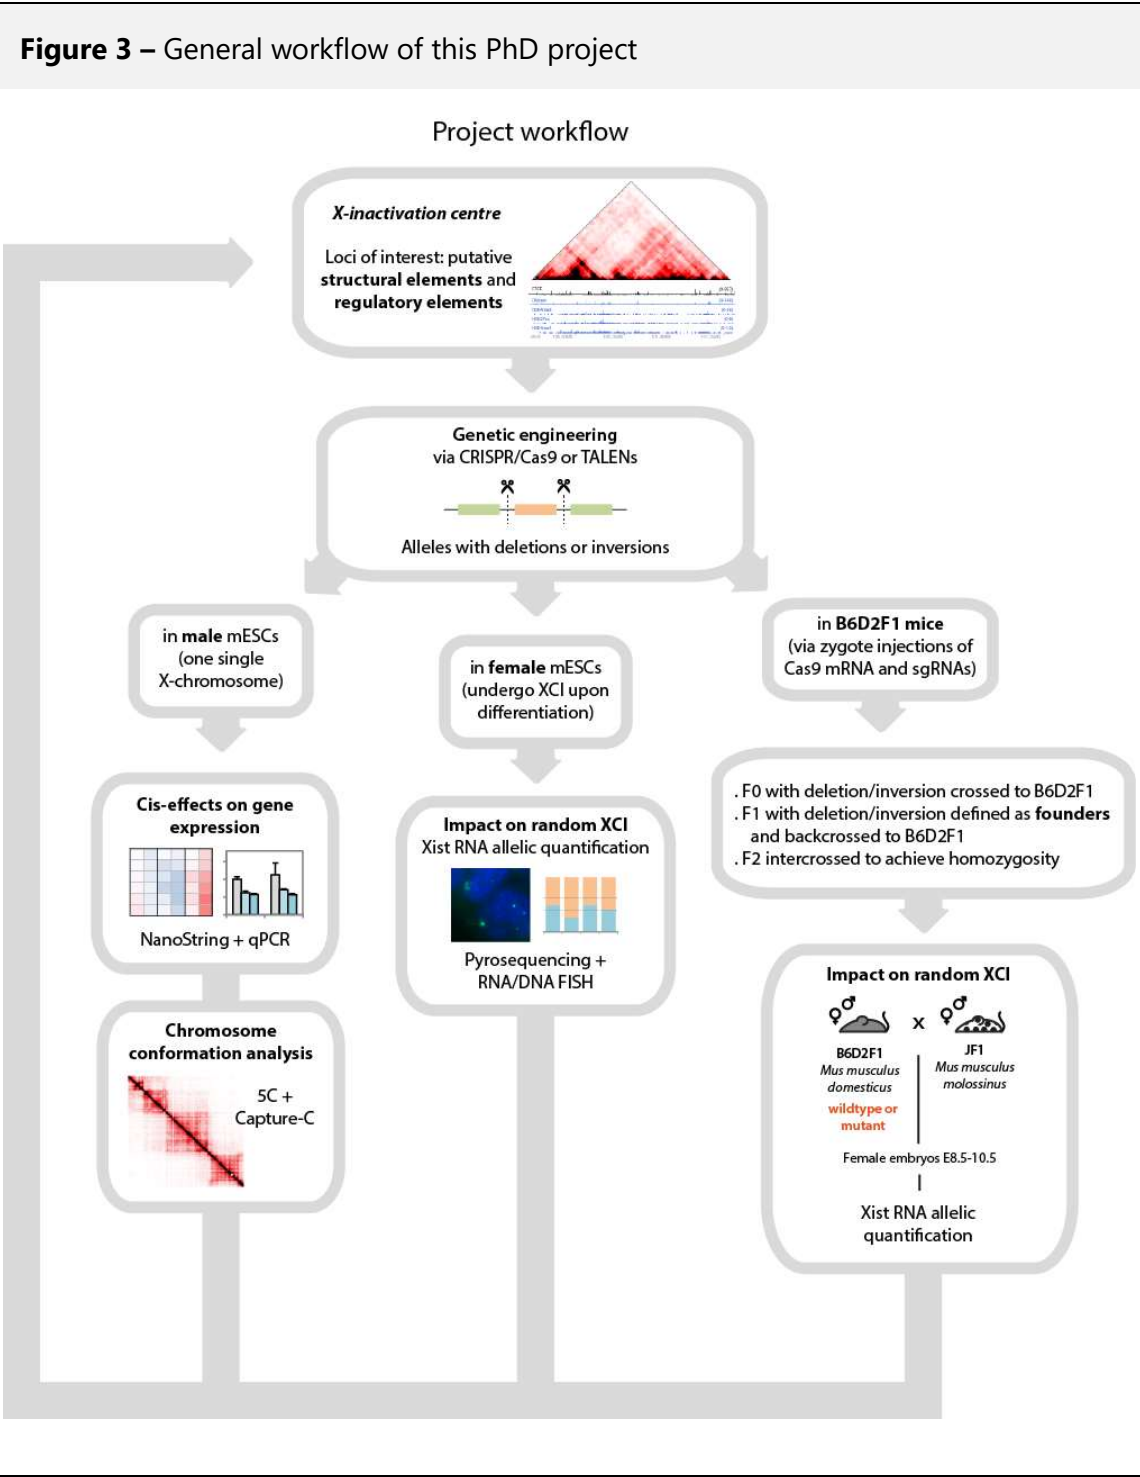 Figure 3 – General workflow of this PhD project
Project workflow
X-inactivation centre
Loci of interest: putative
structural elements and
regulatory elements
Genetic engineering
via CRISPR/Cas9 or TALENs
Alleles with deletions or inversions
in male mESCs
(one single
X-chromosome)
in female mESCs
(undergo XCI upon
differentiation)
in B6D2F1 mice
(via zygote injections of
Cas9 mRNA and sgRNAs)
Cis-effects on gene
expression
NanoString + qPCR
Chromosome
conformation analysis
5C +
Capture-C
Impact on random XCI
Xist RNA allelic quantification
Pyrosequencing +
RNA/DNA FISH
. F0 with deletion/inversion crossed to B6D2F1
. F1 with deletion/inversion defined as founders
and backcrossed to B6D2F1
. F2 intercrossed to achieve homozygosity
Impact on random XCI
♀♂ x ♀♂
B6D2F1
Mus musculus
domesticus
wildtype or
mutant
JF1
Mus musculus
molossinus
Female embryos E8.5-10.5
Xist RNA allelic
quantification